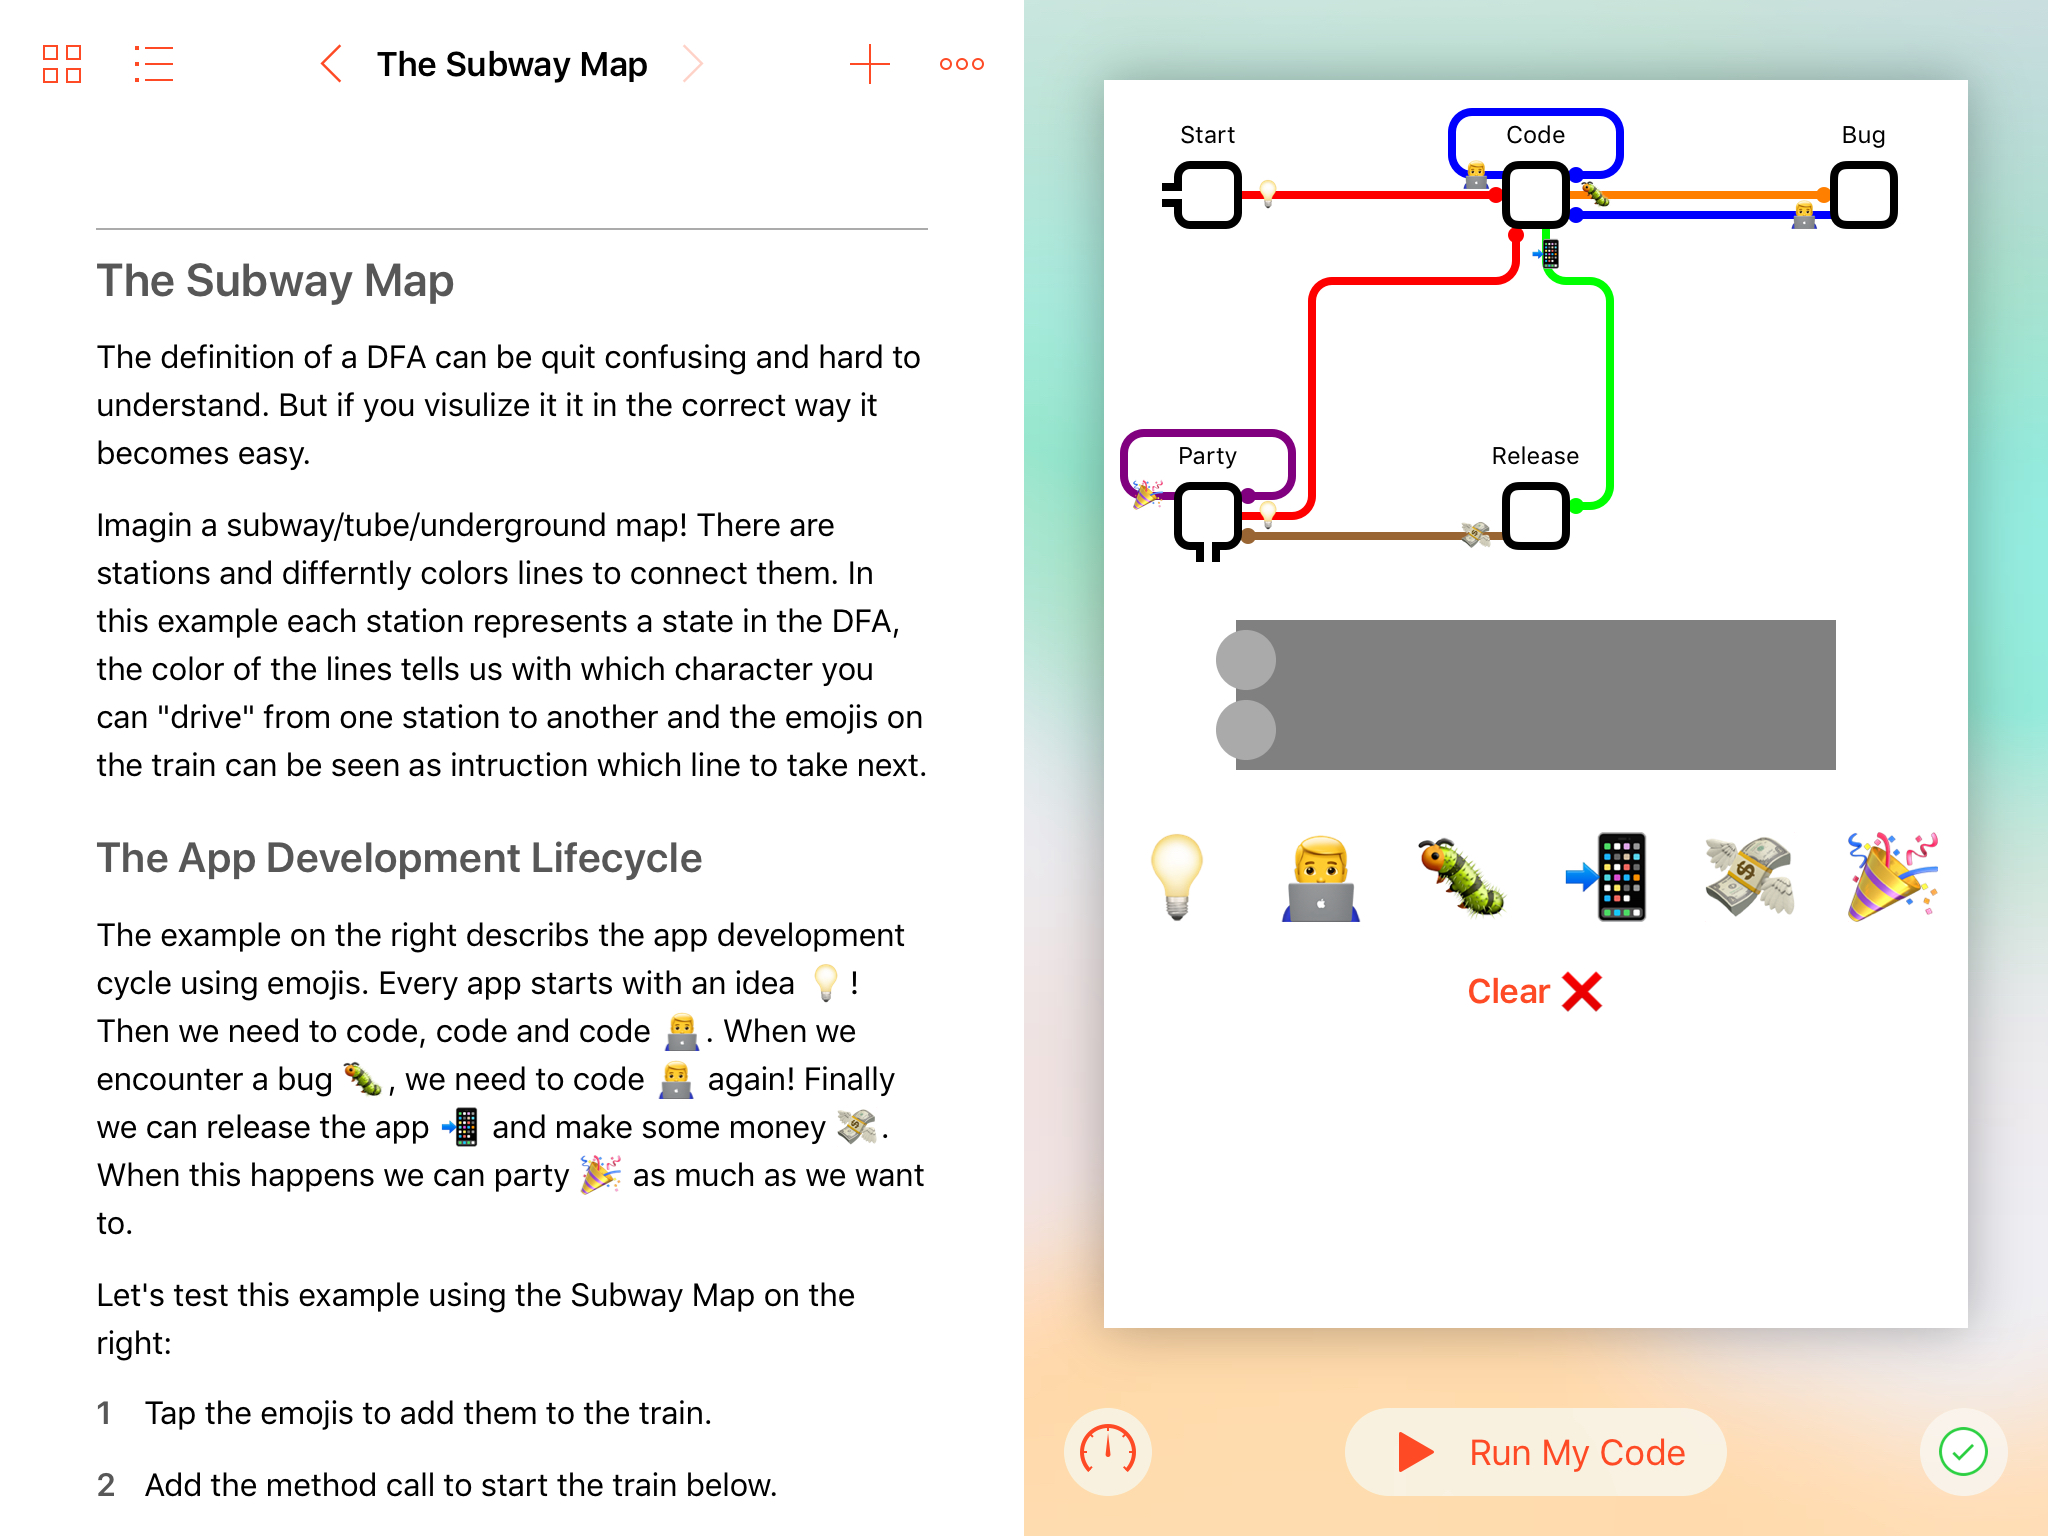 The Subway Map
The Subway Map
The definition of a DFA can be quit confusing and hard to
understand. But if you visulize it it in the correct way it
becomes easy.
Imagin a subway/tube/underground map! There are
stations and differntly colors lines to connect them. In
this example each station represents a state in the DFA,
the color of the lines tells us with which character you
can "drive" from one station to another and the emojis on
the train can be seen as intruction which line to take next.
The App Development Lifecycle
The example on the right describs the app development
cycle using emojis. Every app starts with an idea 💡 !
Then we need to code, code and code 👨‍💻. When we
encounter a bug 🐛, we need to code 👨‍💻 again! Finally
we can release the app 📲 and make some money 💸.
When this happens we can party 🎉 as much as we want
to.
Let's test this example using the Subway Map on the
right:
1 Tap the emojis to add them to the train.
2 Add the method call to start the train below.
Start
Code
Bug
Party
Release
Clear ❌
Run My Code